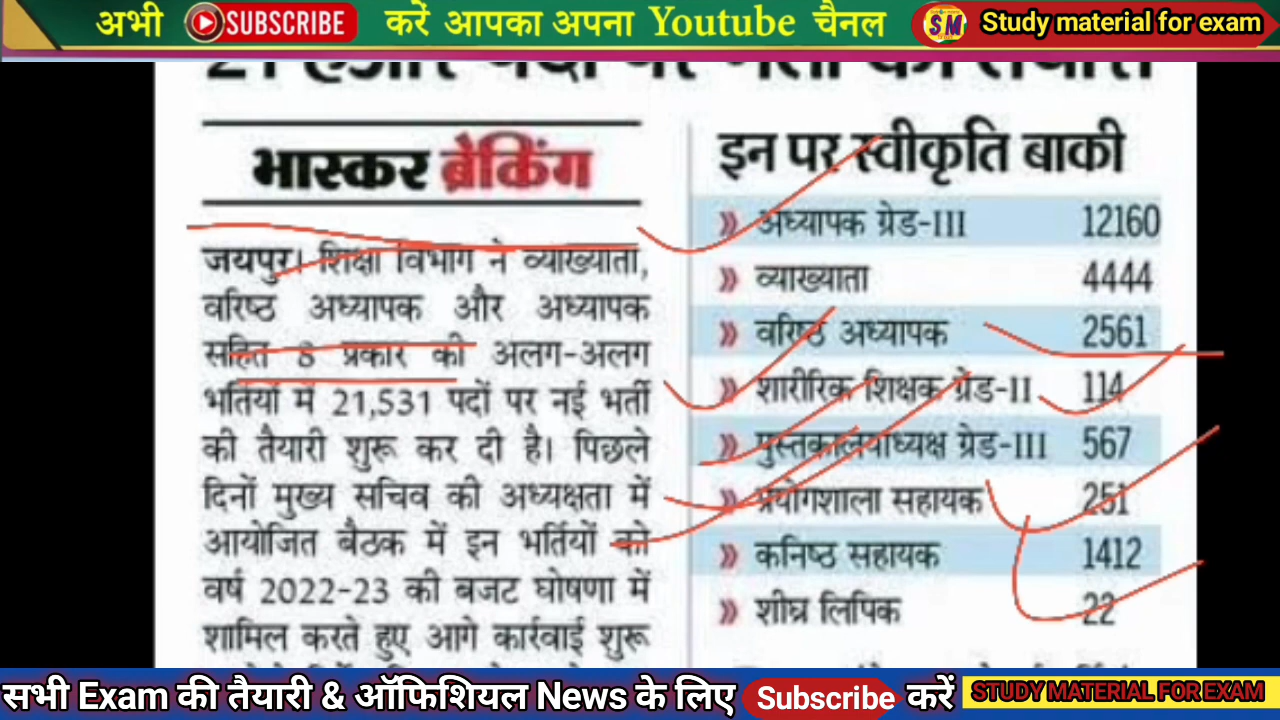 अभी SUBSCRIBE करें आपका अपना Youtube चैनल SM Study material for exam
भास्कर ब्रेकिंग
जयपुर। शिक्षा विभाग ने व्याख्याता,
वरिष्ठ अध्यापक और अध्यापक
सहित 8 प्रकार की अलग-अलग
भर्तियों में 21,531 पदों पर नई भर्ती
की तैयारी शुरू कर दी है। पिछले
दिनों मुख्य सचिव की अध्यक्षता में
आयोजित बैठक में इन भर्तियों को
वर्ष 2022-23 की बजट घोषणा में
शामिल करते हुए आगे कार्रवाई शुरू
इन पर स्वीकृति बाकी
» अध्यापक ग्रेड-III 12160
» व्याख्याता 4444
» वरिष्ठ अध्यापक 2561
» शारीरिक शिक्षक ग्रेड-II 114
» पुस्तकालयाध्यक्ष ग्रेड-III 567
» प्रयोगशाला सहायक 251
» कनिष्ठ सहायक 1412
» शीघ्र लिपिक 22
सभी Exam की तैयारी & ऑफिशियल News के लिए Subscribe करें STUDY MATERIAL FOR EXAM